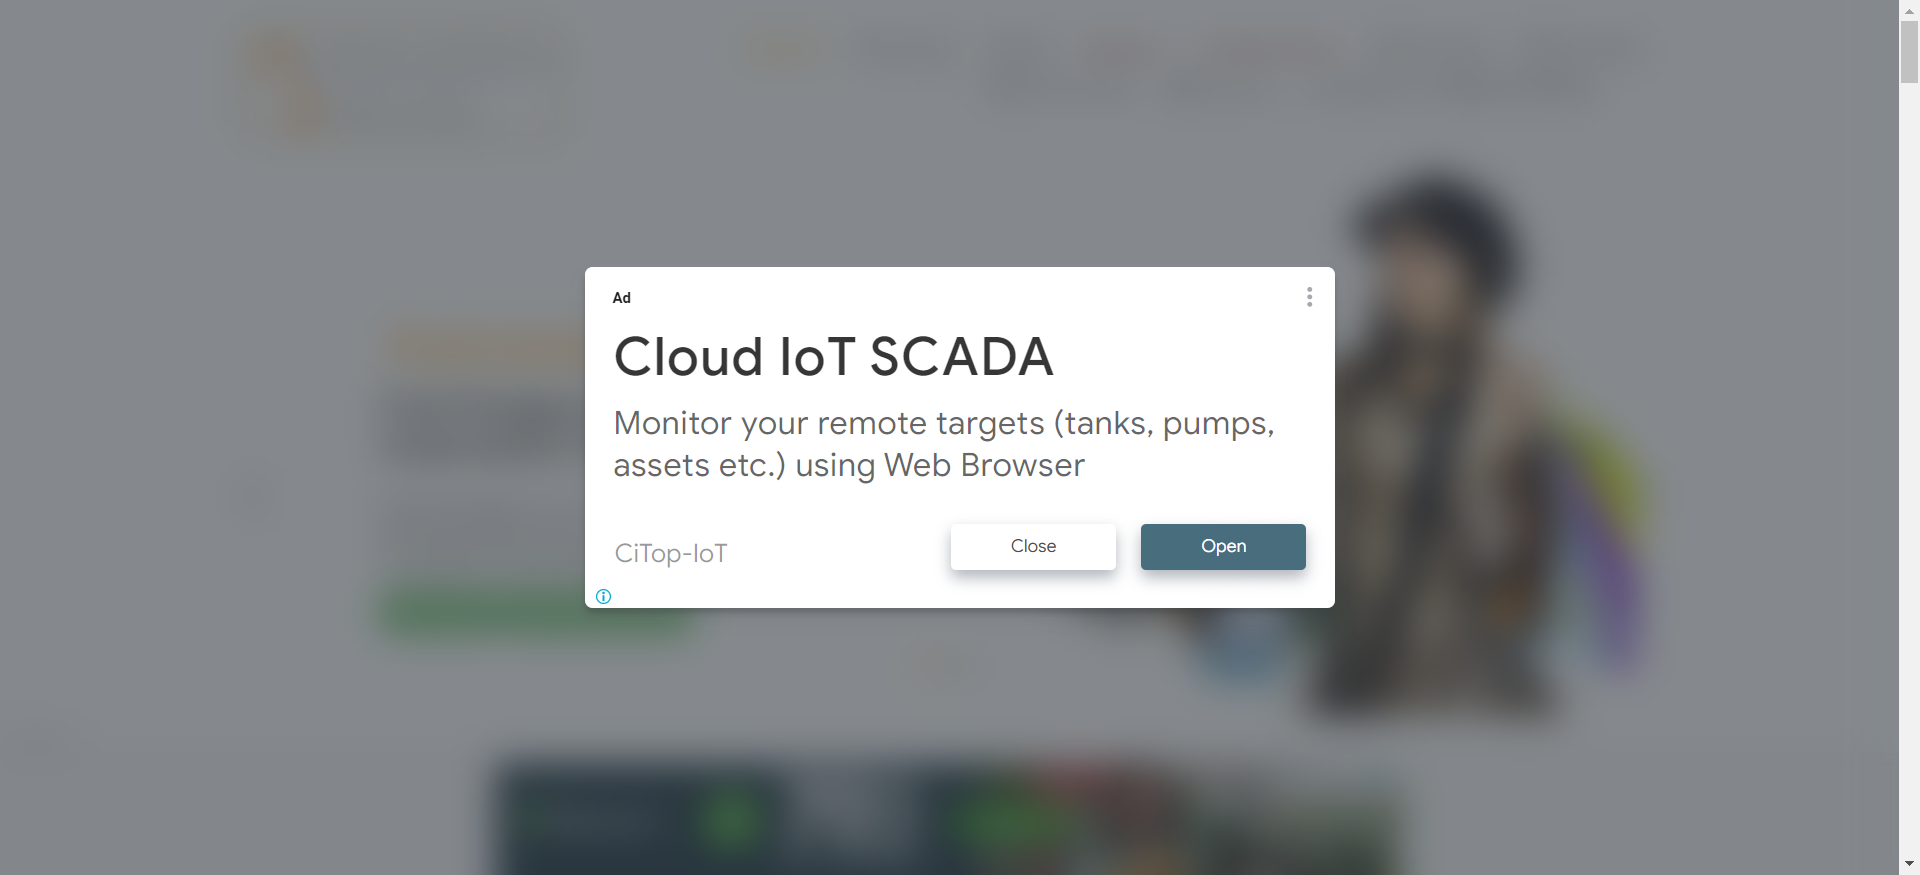 Ad
Cloud IoT SCADA
Monitor your remote targets (tanks, pumps,
assets etc.) using Web Browser
CiTop-IoT
Close
Open